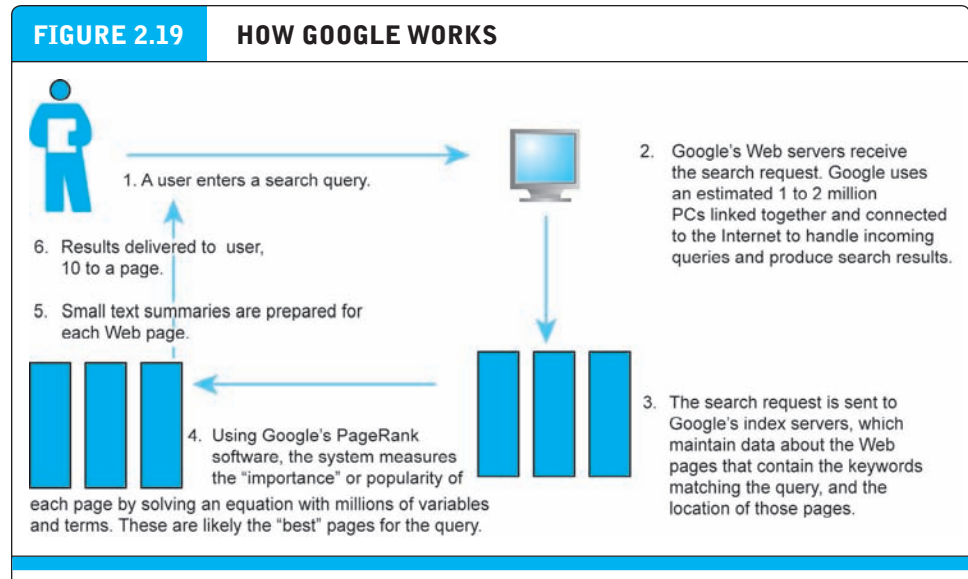 FIGURE 2.19 HOW GOOGLE WORKS
1. A user enters a search query.
2. Google's Web servers receive
the search request. Google uses
an estimated 1 to 2 million
PCs linked together and connected
to the Internet to handle incoming
queries and produce search results.
3. The search request is sent to
Google's index servers, which
maintain data about the Web
pages that contain the keywords
matching the query, and the
location of those pages.
4. Using Google's PageRank
software, the system measures
the “importance” or popularity of
each page by solving an equation with millions of variables
and terms. These are likely the “best” pages for the query.
5. Small text summaries are prepared for
each Web page.
6. Results delivered to user,
10 to a page.